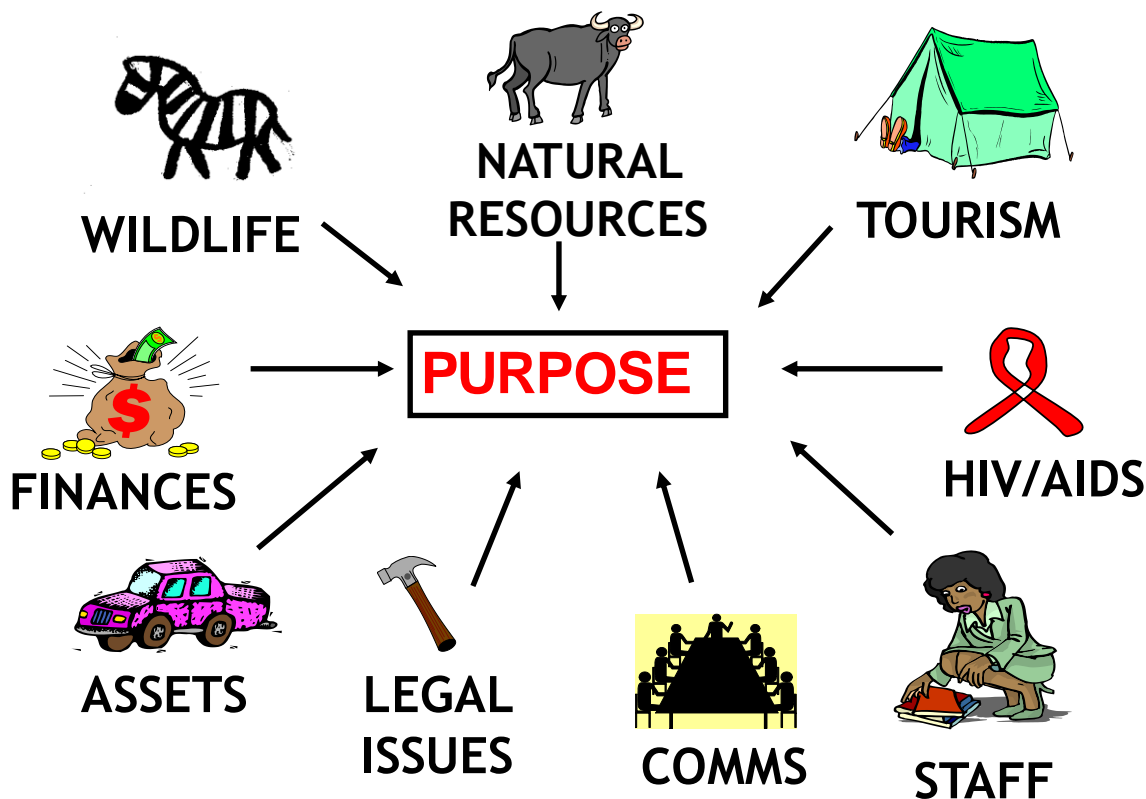 WILDLIFE
NATURAL
RESOURCES
TOURISM
PURPOSE
$
FINANCES
HIV/AIDS
ASSETS
LEGAL
ISSUES
COMMS
STAFF